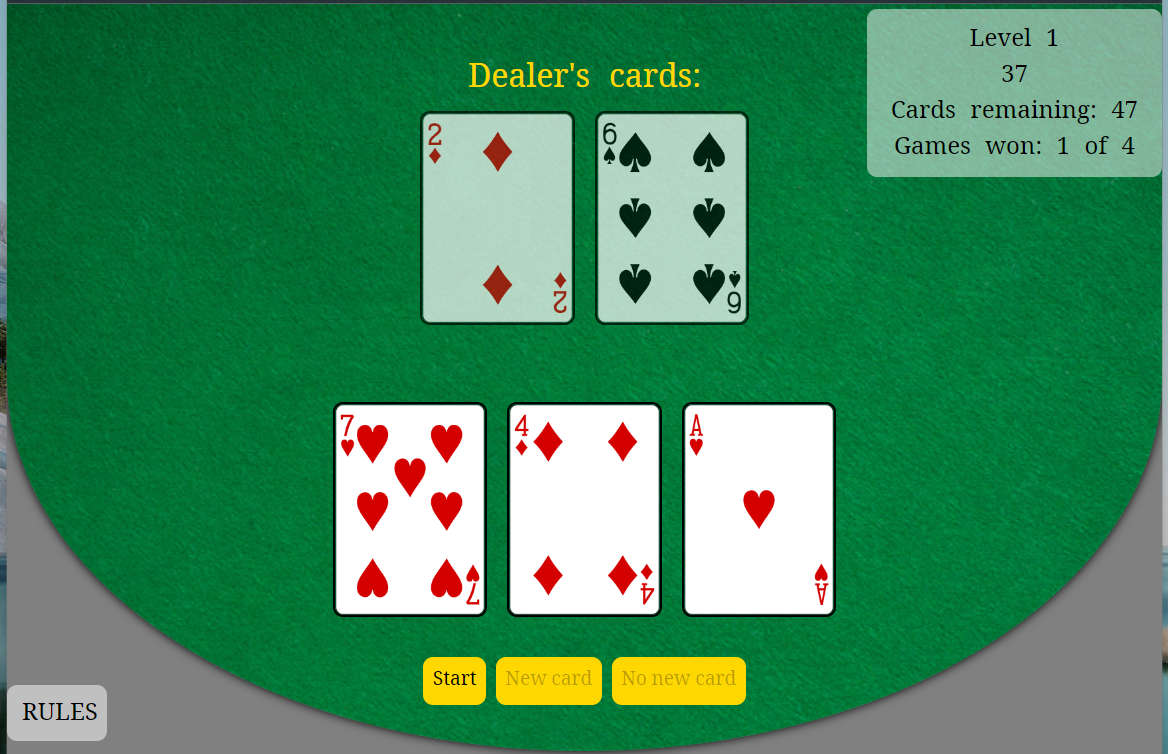 Level 1
37
Cards remaining: 47
Games won: 1 of 4
Dealer's cards:
2
2
6
6
7
7
4
4
A
A
Start
New card
No new card
RULES